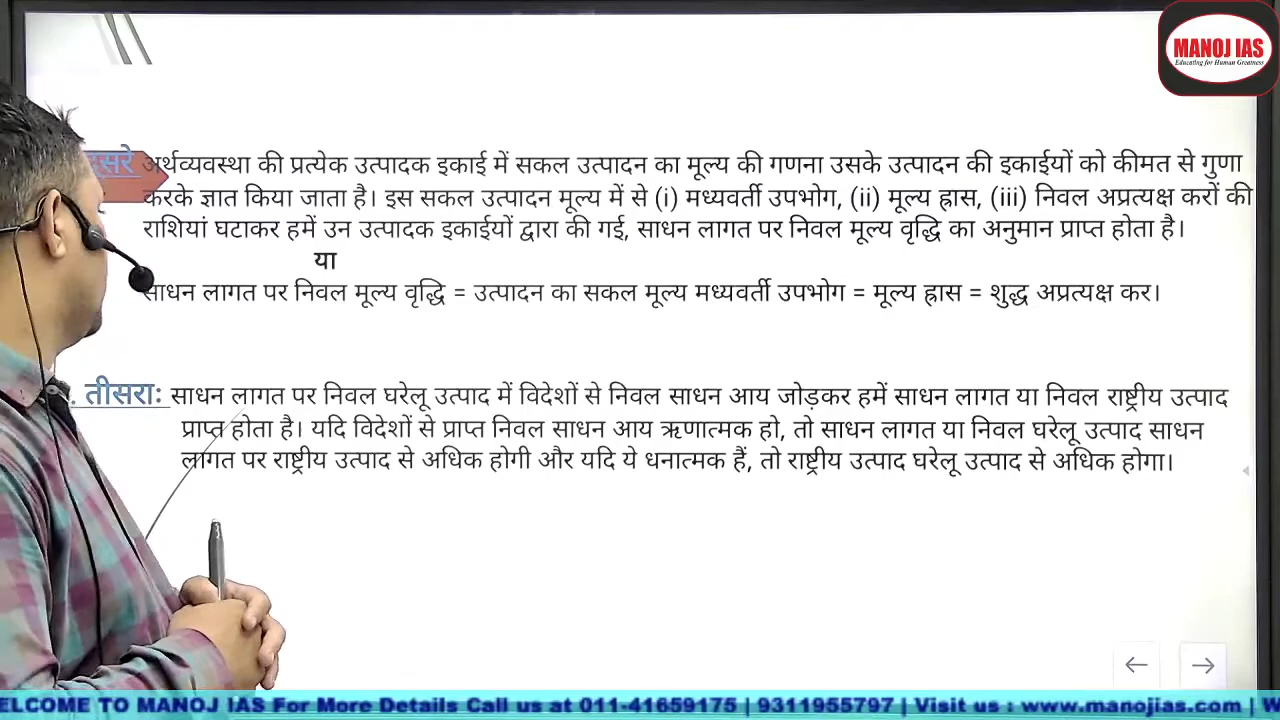 MANOJ IAS
Educating for Human Greatness
दूसरे अर्थव्यवस्था की प्रत्येक उत्पादक इकाई में सकल उत्पादन का मूल्य की गणना उसके उत्पादन की इकाईयों को कीमत से गुणा
करके ज्ञात किया जाता है। इस सकल उत्पादन मूल्य में से (i) मध्यवर्ती उपभोग, (ii) मूल्य ह्रास, (iii) निवल अप्रत्यक्ष करों की
राशियां घटाकर हमें उन उत्पादक इकाईयों द्वारा की गई, साधन लागत पर निवल मूल्य वृद्धि का अनुमान प्राप्त होता है।
या
साधन लागत पर निवल मूल्य वृद्धि = उत्पादन का सकल मूल्य मध्यवर्ती उपभोग = मूल्य ह्रास = शुद्ध अप्रत्यक्ष कर।
. तीसराः साधन लागत पर निवल घरेलू उत्पाद में विदेशों से निवल साधन आय जोड़कर हमें साधन लागत या निवल राष्ट्रीय उत्पाद
प्राप्त होता है। यदि विदेशों से प्राप्त निवल साधन आय ऋणात्मक हो, तो साधन लागत या निवल घरेलू उत्पाद साधन
लागत पर राष्ट्रीय उत्पाद से अधिक होगी और यदि ये धनात्मक हैं, तो राष्ट्रीय उत्पाद घरेलू उत्पाद से अधिक होगा।
ELCOME TO MANOJ IAS For More Details Call us at 011-41659175 | 9311955797 | Visit us : www.manojias.com | W